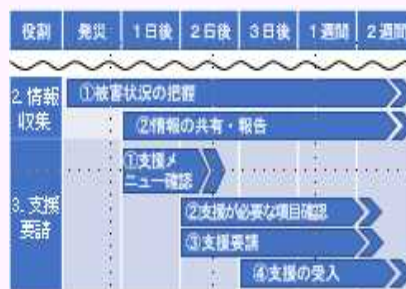 役割 発災 1日後 2日後 3日後 1週間 2週間
2.情報
収集
①被害状況の把握
②情報の共有・報告
3.支援
要請
①支援メ
ニュー確認
②支援が必要な項目確認
③支援要請
④支援の受入